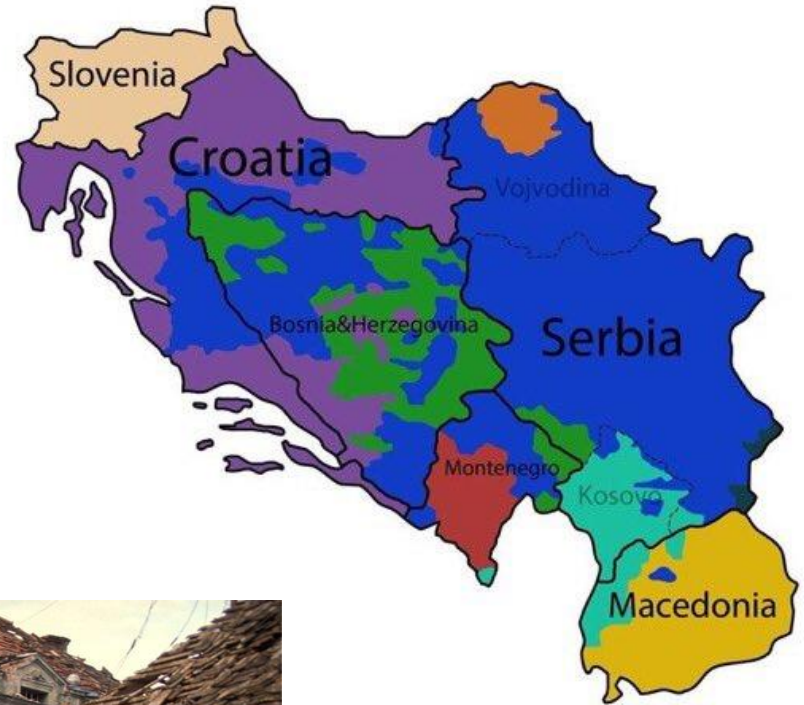 Slovenia
Croatia
Vojvodina
Bosnia&Herzegovina
Serbia
Montenegro
Kosovo
Macedonia